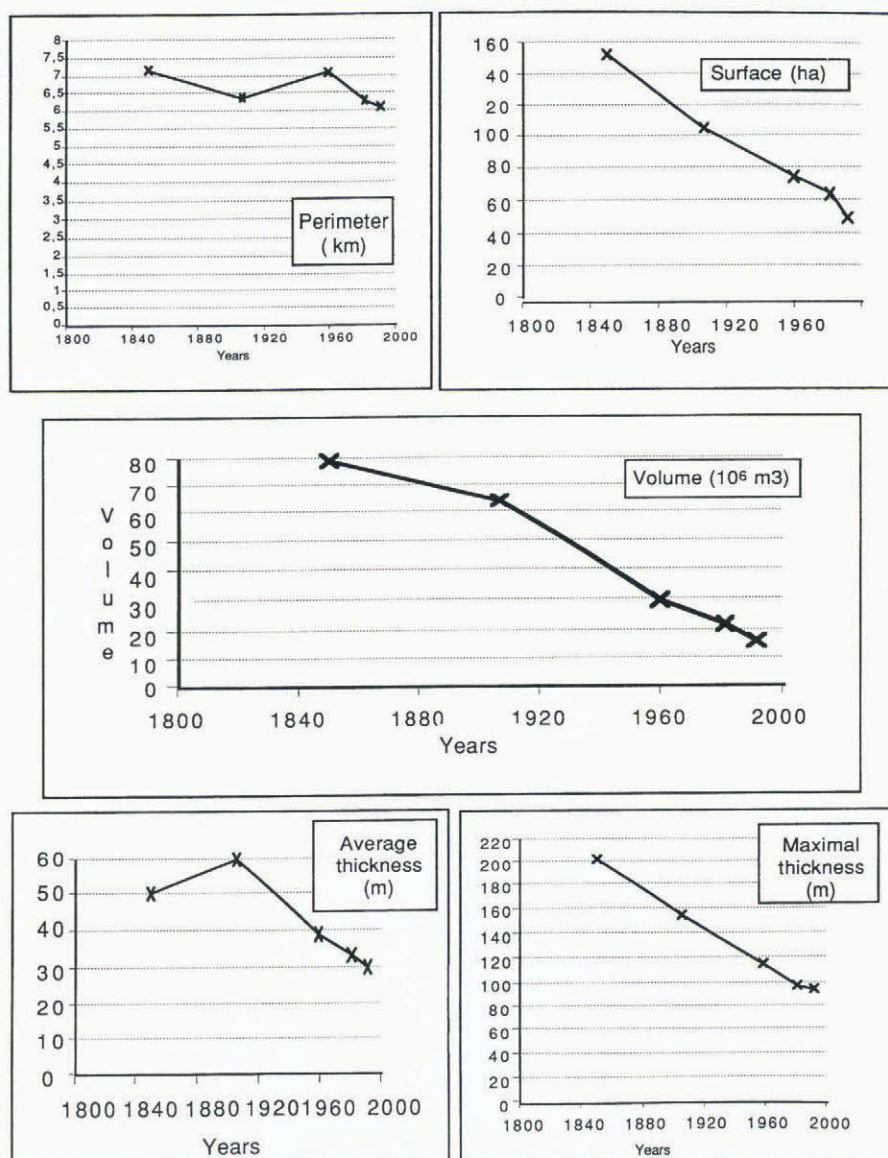 8
7,5
7
6,5
6
5,5
5
4,5
4
3,5
3
2,5
2
1,5
1
0,5
0
1800 1840 1880 1920 1960 2000
Years
Perimeter
( km)
160
40
20
100
80
60
40
20
0
1800 1840 1880 1920 1960
Years
Surface (ha)
Volume
80
70
60
50
40
30
20
10
0
1800 1840 1880 1920 1960 2000
Years
Volume (10⁶ m3)
60
50
40
30
20
10
0
1800 1840 1880 1920 1960 2000
Years
Average
thickness
(m)
220
200
180
160
140
120
100
80
60
40
20
0
1800 1840 1880 1920 1960 2000
Years
Maximal
thickness
(m)